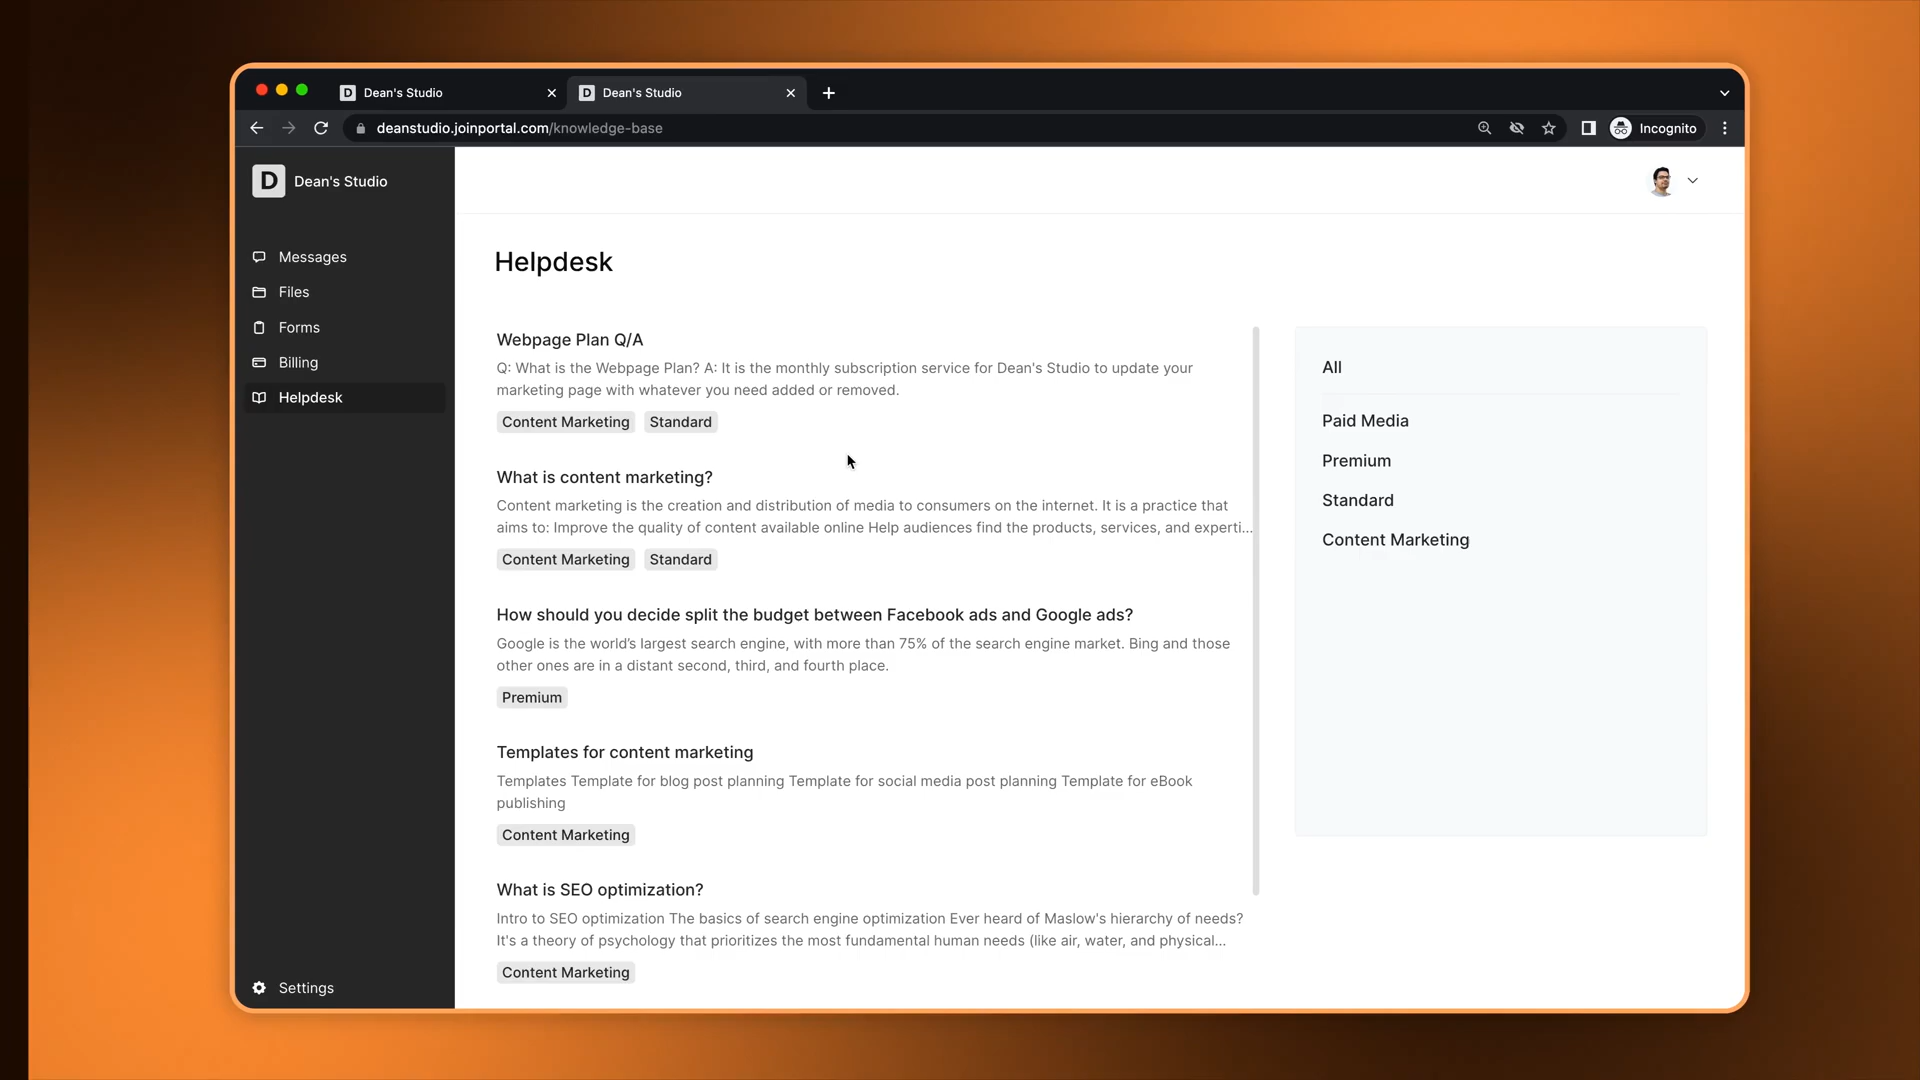 Dean's Studio
Dean's Studio
deanstudio.joinportal.com/knowledge-base
Incognito
D
Dean's Studio
Messages
Files
Forms
Billing
Helpdesk
Settings
Helpdesk
Webpage Plan Q/A
Q: What is the Webpage Plan? A: It is the monthly subscription service for Dean's Studio to update your
marketing page with whatever you need added or removed.
Content Marketing Standard
What is content marketing?
Content marketing is the creation and distribution of media to consumers on the internet. It is a practice that
aims to: Improve the quality of content available online Help audiences find the products, services, and experti...
Content Marketing Standard
How should you decide split the budget between Facebook ads and Google ads?
Google is the world’s largest search engine, with more than 75% of the search engine market. Bing and those
other ones are in a distant second, third, and fourth place.
Premium
Templates for content marketing
Templates Template for blog post planning Template for social media post planning Template for eBook
publishing
Content Marketing
What is SEO optimization?
Intro to SEO optimization The basics of search engine optimization Ever heard of Maslow's hierarchy of needs?
It's a theory of psychology that prioritizes the most fundamental human needs (like air, water, and physical...
Content Marketing
All
Paid Media
Premium
Standard
Content Marketing